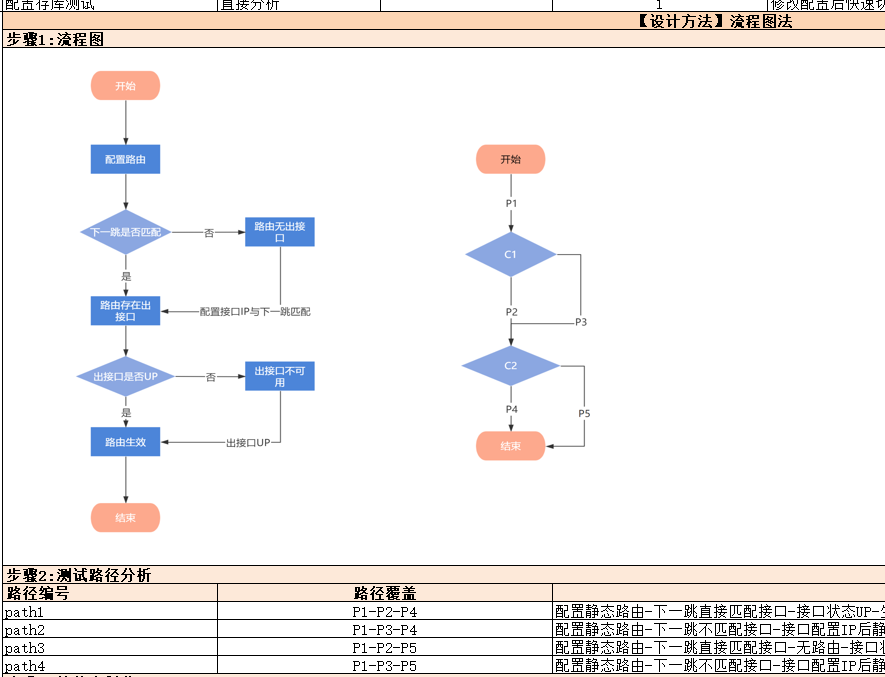 配置存库测试 直接分析 1 修改配置后快速
【设计方法】流程图法
步骤1:流程图
开始
配置路由
下一跳是否匹配
否
路由无出接
口
是
路由存在出
接口
配置接口IP与下一跳匹配
出接口是否UP
否
出接口不可
用
是
路由生效
出接口UP
结束
开始
P1
C1
P2
P3
C2
P4
P5
结束
步骤2:测试路径分析
路径编号 路径覆盖
path1 P1-P2-P4 配置静态路由-下一跳直接匹配接口-接口状态UP-
path2 P1-P3-P4 配置静态路由-下一跳不匹配接口-接口配置IP后静
path3 P1-P2-P5 配置静态路由-下一跳直接匹配接口-无路由-接口
path4 P1-P3-P5 配置静态路由-下一跳不匹配接口-接口配置IP后静